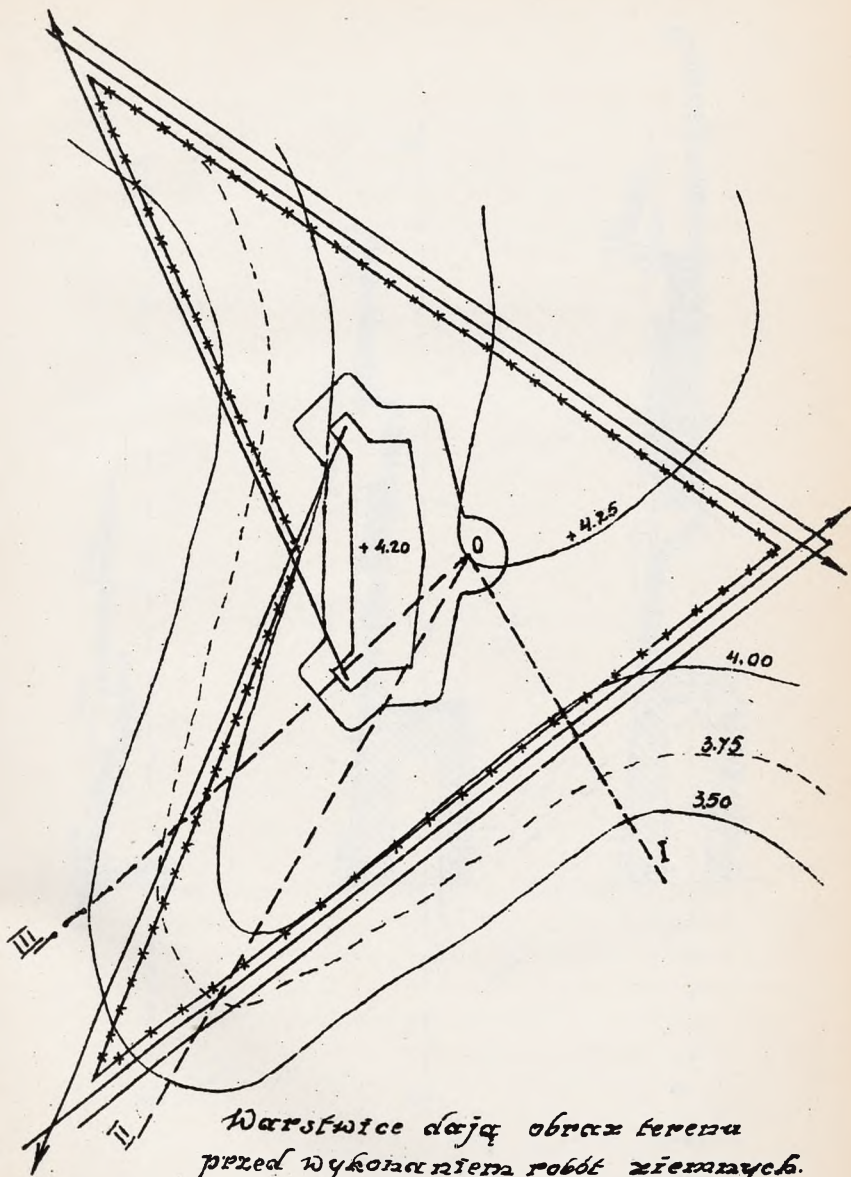 + 4.25
+ 4.20
O
4.00
3.75
3.50
I
III
II
Warstwice dają obraz terenu
przed wykonaniem robót ziemnych.